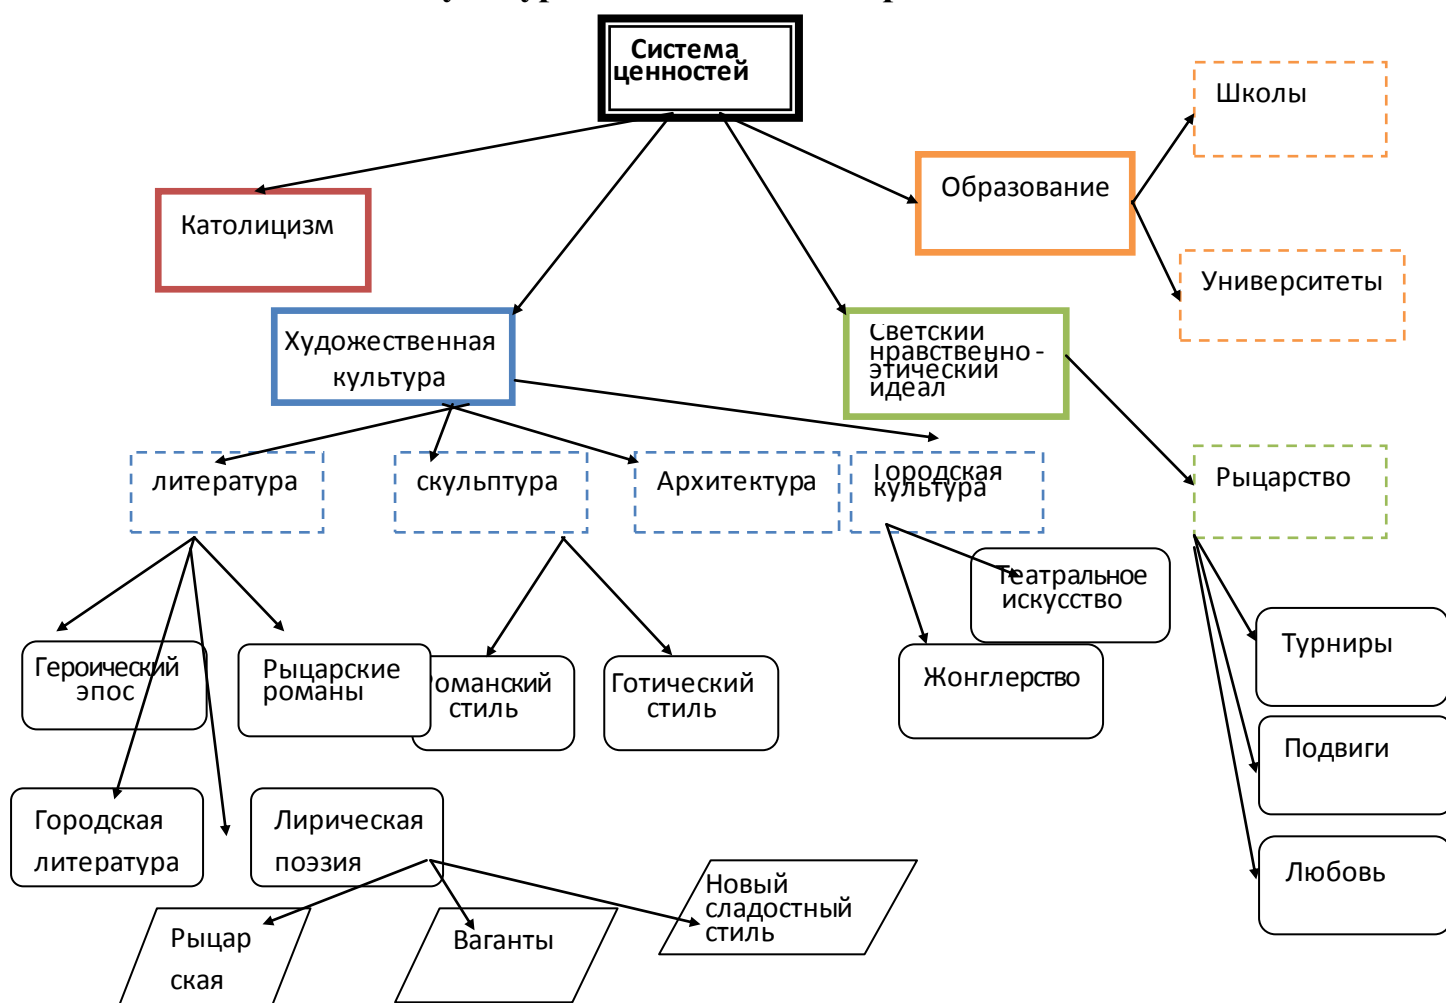 Система
ценностей
Школы
Образование
Католицизм
Университеты
Художественная
культура
Светский
нравственно -
этический
идеал
литература
скульптура
Архитектура
Городская
культура
Рыцарство
Театральное
искусство
Героический
эпос
Рыцарские
романы
Романский
стиль
Готический
стиль
Жонглерство
Турниры
Подвиги
Городская
литература
Лирическая
поэзия
Любовь
Новый
сладостный
стиль
Рыцар
ская
Ваганты